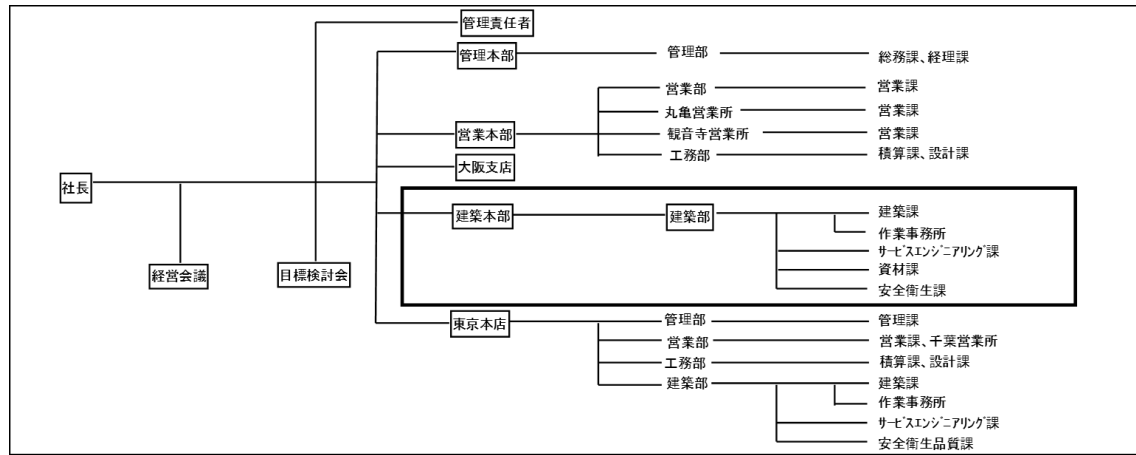 管理責任者
管理本部 管理部 総務課、経理課
営業部 営業課
丸亀営業所 営業課
営業本部 観音寺営業所 営業課
工務部 積算課、設計課
大阪支店
社長
建築本部 建築部 建築課
作業事務所
ｻｰﾋﾞｽｴﾝｼﾞﾆｱﾘﾝｸﾞ課
資材課
安全衛生課
経営会議 目標検討会
東京本店 管理部 管理課
営業部 営業課、千葉営業所
工務部 積算課、設計課
建築部 建築課
作業事務所
ｻｰﾋﾞｽｴﾝｼﾞﾆｱﾘﾝｸﾞ課
安全衛生品質課